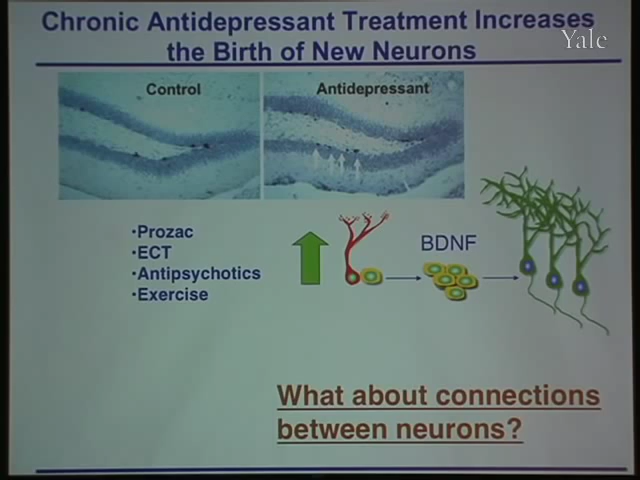 Chronic Antidepressant Treatment Increases
the Birth of New Neurons
Yale
Control
Antidepressant
•Prozac
•ECT
•Antipsychotics
•Exercise
BDNF
What about connections
between neurons?